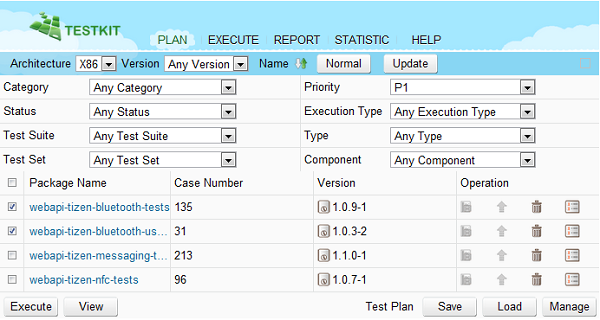 TESTKIT
PLAN EXECUTE REPORT STATISTIC HELP
Architecture X86 Version Any Version Name Normal Update
Category Any Category Priority P1
Status Any Status Execution Type Any Execution Type
Test Suite Any Test Suite Type Any Type
Test Set Any Test Set Component Any Component
Package Name Case Number Version Operation
webapi-tizen-bluetooth-tests 135 1.0.9-1
webapi-tizen-bluetooth-us... 31 1.0.3-2
webapi-tizen-messaging-t... 213 1.1.0-1
webapi-tizen-nfc-tests 96 1.0.7-1
Execute View Test Plan Save Load Manage